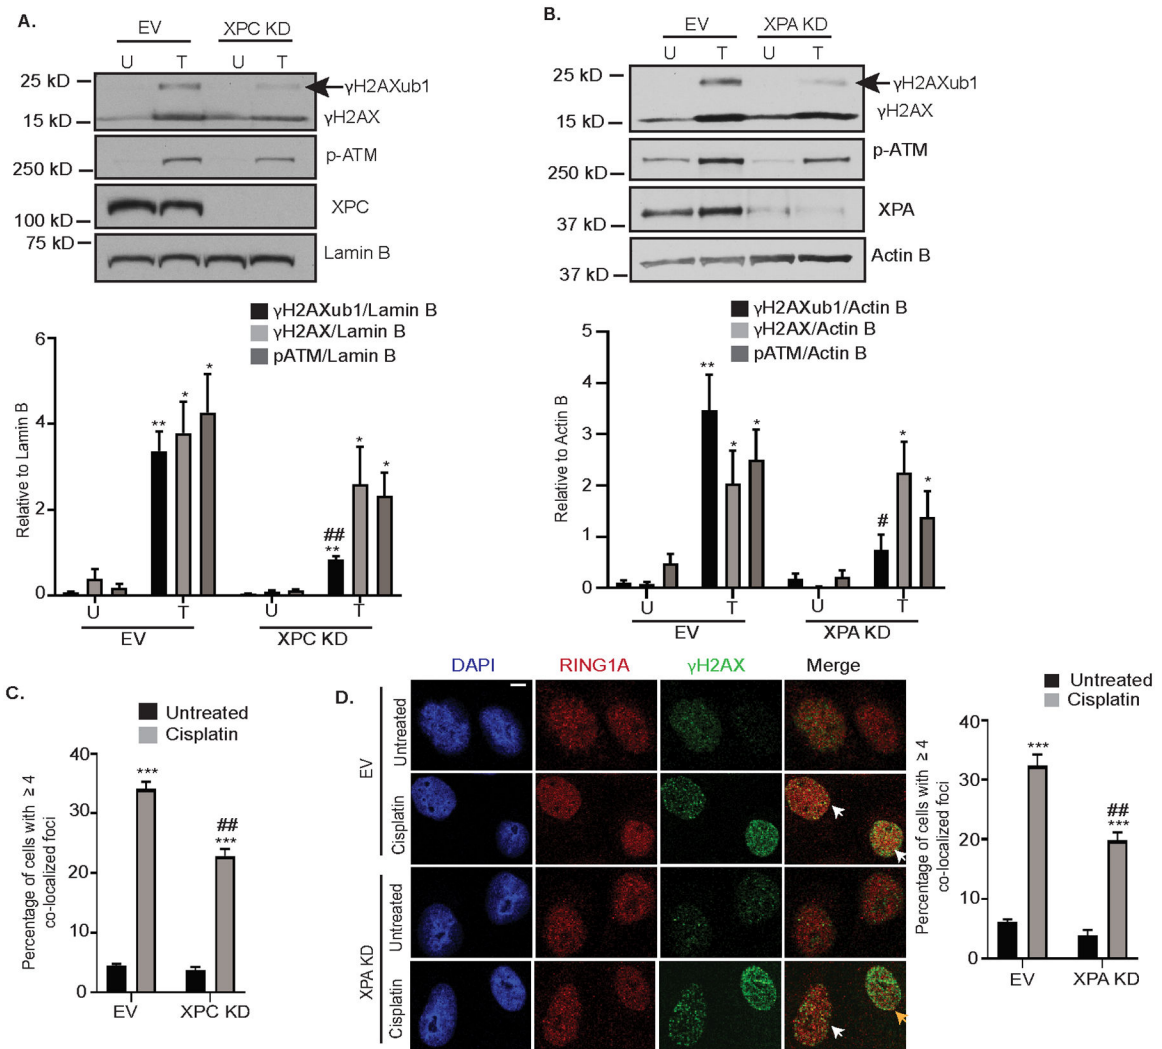 A.
EV
XPC KD
U
T
U
T
25 kD
γH2AXub1
15 kD
γH2AX
250 kD
p-ATM
100 kD
XPC
75 kD
Lamin B
γH2AXub1/Lamin B
γH2AX/Lamin B
pATM/Lamin B
Relative to Lamin B
6
4
2
0
**
*
*
##
**
*
*
U
T
U
T
EV
XPC KD
B.
EV
XPA KD
U
T
U
T
25 kD
γH2AXub1
15 kD
γH2AX
250 kD
p-ATM
37 kD
XPA
37 kD
Actin B
γH2AXub1/Actin B
γH2AX/Actin B
pATM/Actin B
Relative to Actin B
5
4
3
2
1
0
**
*
*
#
*
*
U
T
U
T
EV
XPA KD
C.
Untreated
Cisplatin
Percentage of cells with ≥ 4
co-localized foci
40
30
20
10
0
***
##
***
EV
XPC KD
D.
DAPI
RING1A
γH2AX
Merge
EV
Untreated
Cisplatin
XPA KD
Untreated
Cisplatin
Untreated
Cisplatin
Percentage of cells with ≥ 4
co-localized foci
40
30
20
10
0
***
##
***
EV
XPA KD